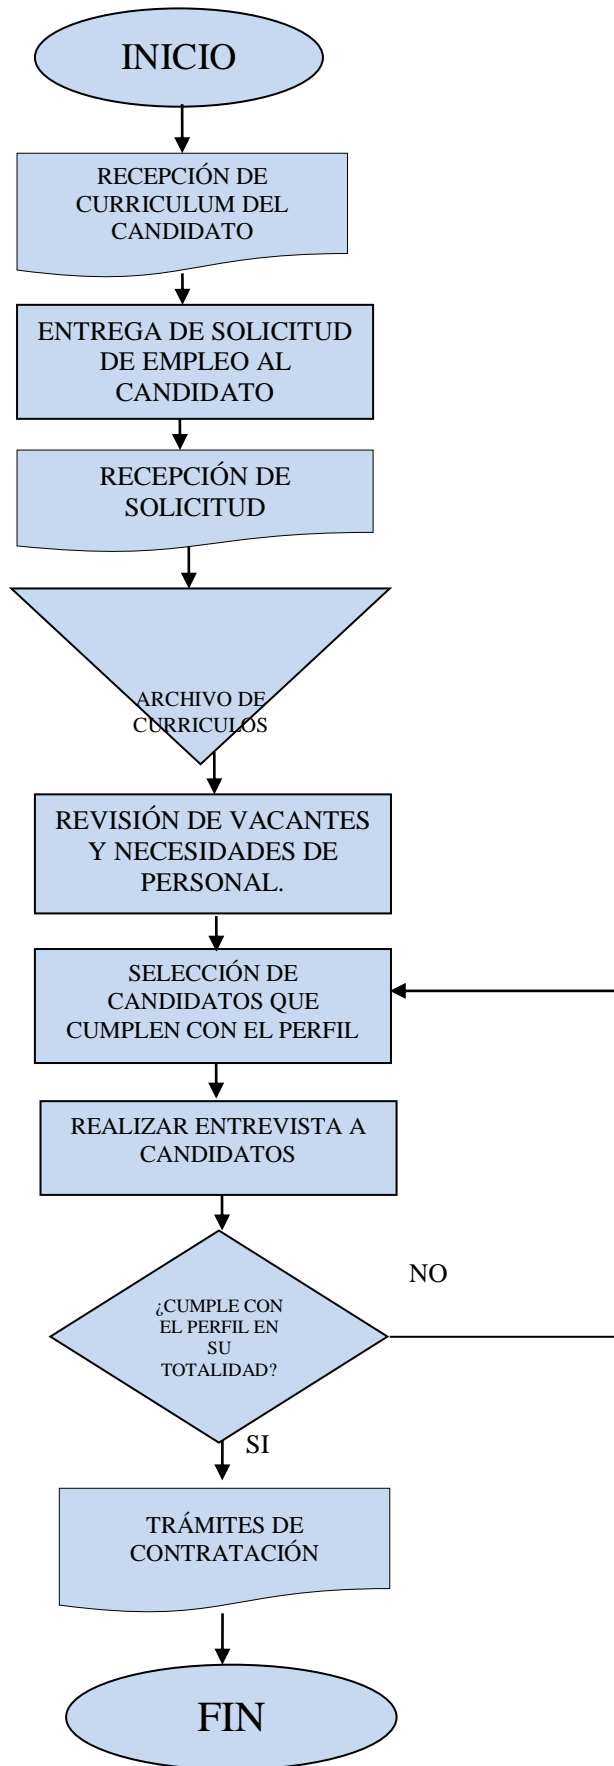 INICIO
RECEPCIÓN DE
CURRICULUM DEL
CANDIDATO
ENTREGA DE SOLICITUD
DE EMPLEO AL
CANDIDATO
RECEPCIÓN DE
SOLICITUD
ARCHIVO DE
CURRICULOS
REVISIÓN DE VACANTES
Y NECESIDADES DE
PERSONAL.
SELECCIÓN DE
CANDIDATOS QUE
CUMPLEN CON EL PERFIL
REALIZAR ENTREVISTA A
CANDIDATOS
NO
¿CUMPLE CON
EL PERFIL EN
SU
TOTALIDAD?
SI
TRÁMITES DE
CONTRATACIÓN
FIN